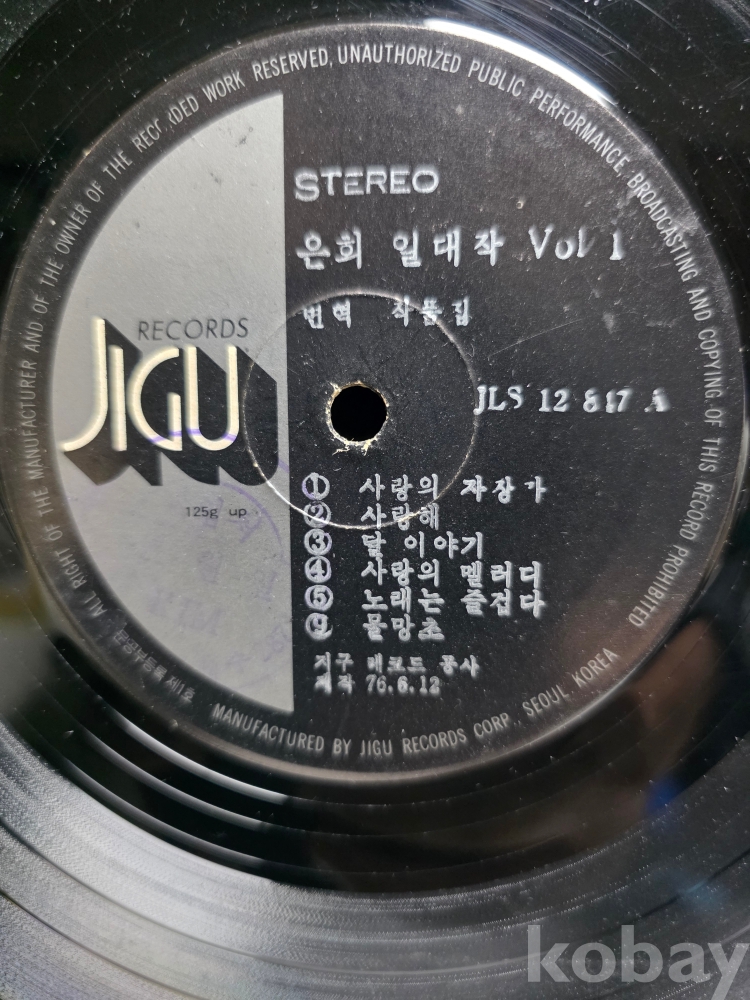 ALL RIGHT OF THE MANUFACTURER AND OF THE OWNER OF THE RECORDED WORK RESERVED, UNAUTHORIZED PUBLIC PERFORMANCE, BROADCASTING AND COPYING OF THIS RECORD PROHIBITED
STEREO
은희 일대작 Vol 1
작품집
RECORDS
JIGU
JLS 12 847 A
125g up
① 사랑의 자장가
② 사랑해
③ 달 이야기
④ 사랑의 멜러디
⑤ 노래는 즐겁다
물망초
지구 레코드 공사
제작 76.6.12
MANUFACTURED BY JIGU RECORDS CORP. SEOUL KOREA
kobay